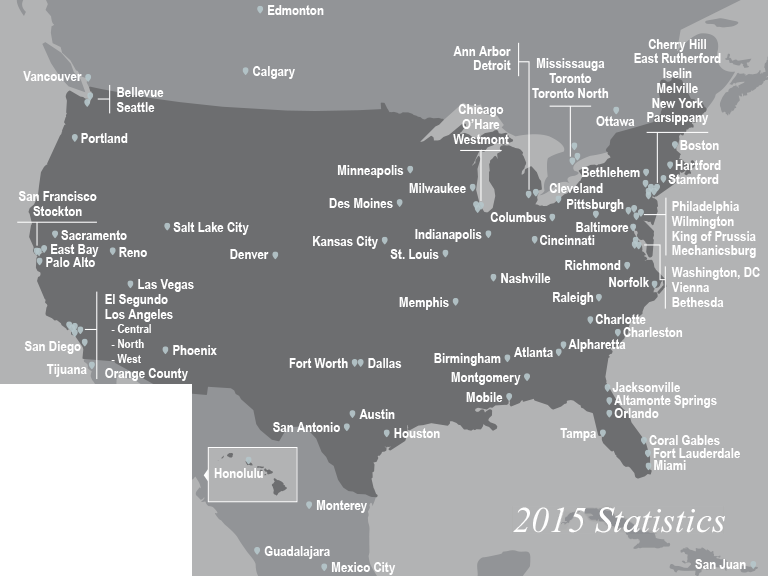 Edmonton
Calgary
Vancouver
Bellevue
Seattle
Portland
Ann Arbor
Detroit
Mississauga
Toronto
Toronto North
Cherry Hill
East Rutherford
Iselin
Melville
New York
Parsippany
Ottawa
Chicago
O'Hare
Westmont
Boston
Hartford
Stamford
Bethlehem
Minneapolis
Milwaukee
Cleveland
Des Moines
Pittsburgh
Columbus
Philadelphia
Wilmington
King of Prussia
Mechanicsburg
Baltimore
San Francisco
Stockton
Sacramento
East Bay
Palo Alto
Reno
Salt Lake City
Denver
Kansas City
St. Louis
Indianapolis
Cincinnati
Richmond
Norfolk
Washington, DC
Vienna
Bethesda
Las Vegas
Nashville
Raleigh
Memphis
El Segundo
Los Angeles
- Central
- North
- West
Orange County
San Diego
Tijuana
Phoenix
Charlotte
Charleston
Alpharetta
Atlanta
Birmingham
Fort Worth
Dallas
Montgomery
Mobile
Jacksonville
Altamonte Springs
Orlando
Austin
San Antonio
Houston
Tampa
Coral Gables
Fort Lauderdale
Miami
Honolulu
Monterey
2015 Statistics
Guadalajara
Mexico City
San Juan